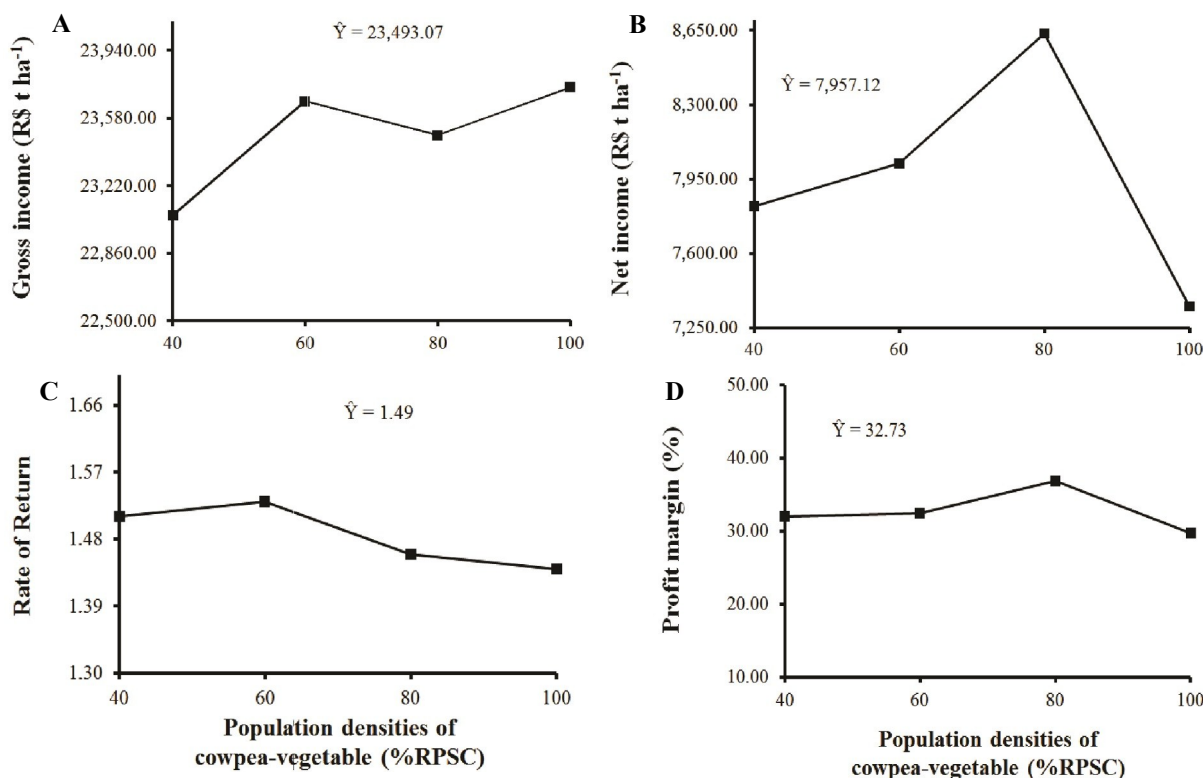 A
Ŷ = 23,493.07
Gross income (R$ t ha-1)
23,940.00
23,580.00
23,220.00
22,860.00
22,500.00
40 60 80 100
B
Ŷ = 7,957.12
Net income (R$ t ha-1)
8,650.00
8,300.00
7,950.00
7,600.00
7,250.00
40 60 80 100
C
Ŷ = 1.49
Rate of Return
1.66
1.57
1.48
1.39
1.30
40 60 80 100
Population densities of
cowpea-vegetable (%RPSC)
D
Ŷ = 32.73
Profit margin (%)
50.00
40.00
30.00
20.00
10.00
40 60 80 100
Population densities of
cowpea-vegetable (%RPSC)